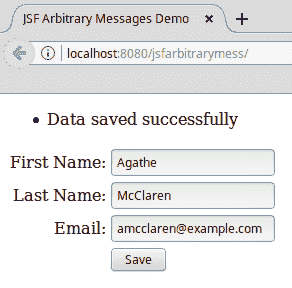 JSF Arbitrary Messages Demo
localhost:8080/jsfarbitrarymess/
Data saved successfully
First Name: Agathe
Last Name: McClaren
Email: amcclaren@example.com
Save